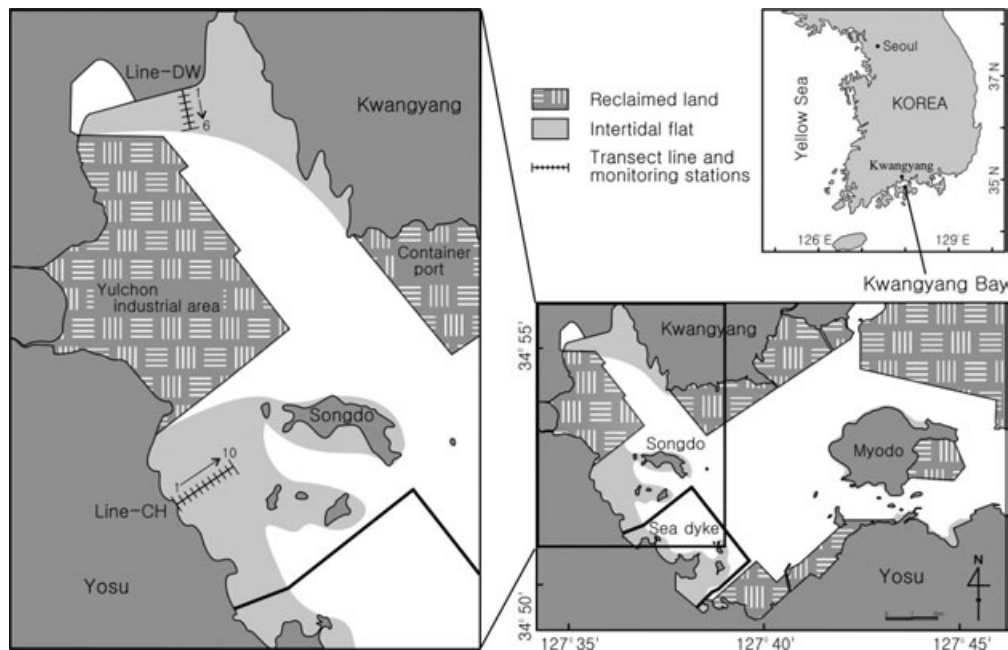 Line-DW
1
6
Kwangyang
Yulchon
industrial area
Container
port
Songdo
1
10
Line-CH
Yosu
Reclaimed land
Intertidal flat
Transect line and
monitoring stations
Seoul
KOREA
Yellow Sea
Kwangyang
37 N
35 N
126°E
129°E
Kwangyang Bay
34° 55'
34° 50'
Kwangyang
Songdo
Myodo
Sea dyke
Yosu
N
127° 35'
127° 40'
127° 45'